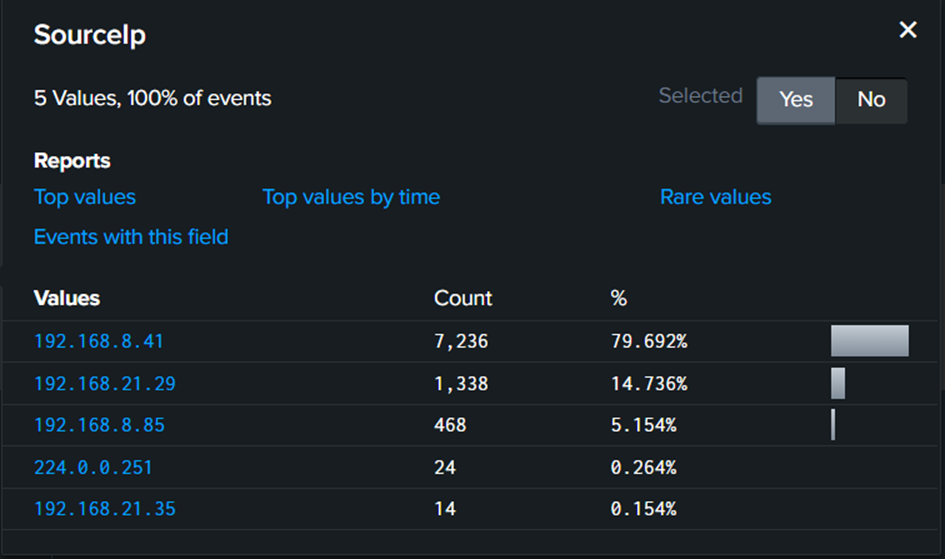 SourceIp
5 Values, 100% of events
Selected Yes No
Reports
Top values Top values by time Rare values
Events with this field
Values Count %
192.168.8.41 7,236 79.692%
192.168.21.29 1,338 14.736%
192.168.8.85 468 5.154%
224.0.0.251 24 0.264%
192.168.21.35 14 0.154%